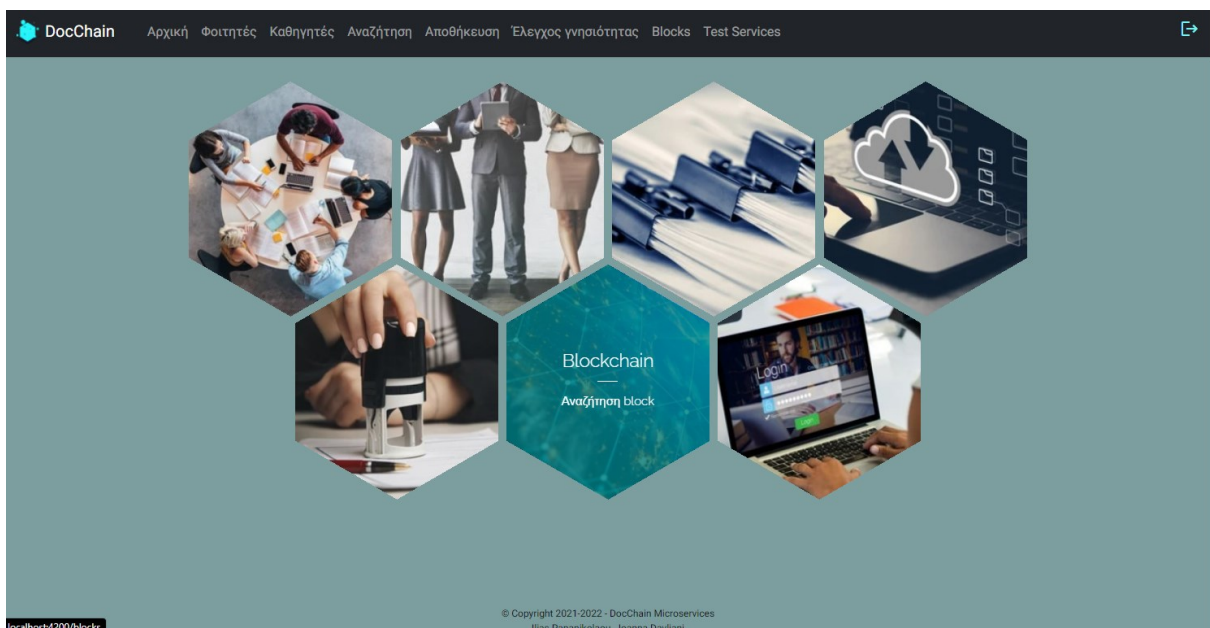 DocChain Αρχική Φοιτητές Καθηγητές Αναζήτηση Αποθήκευση Έλεγχος γνησιότητας Blocks Test Services
Blockchain
Αναζήτηση block
Login
Login
© Copyright 2021-2022 - DocChain Microservices